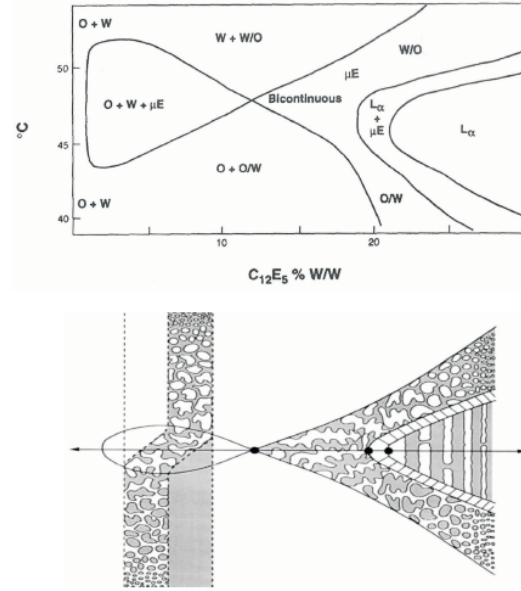 O + W
W + W/O
W/O
50
μE
Bicontinuous
Lα
+
μE
O + W + μE
Lα
°C
45
O + O/W
O/W
O + W
40
10
20
C₁₂E₅ % W/W